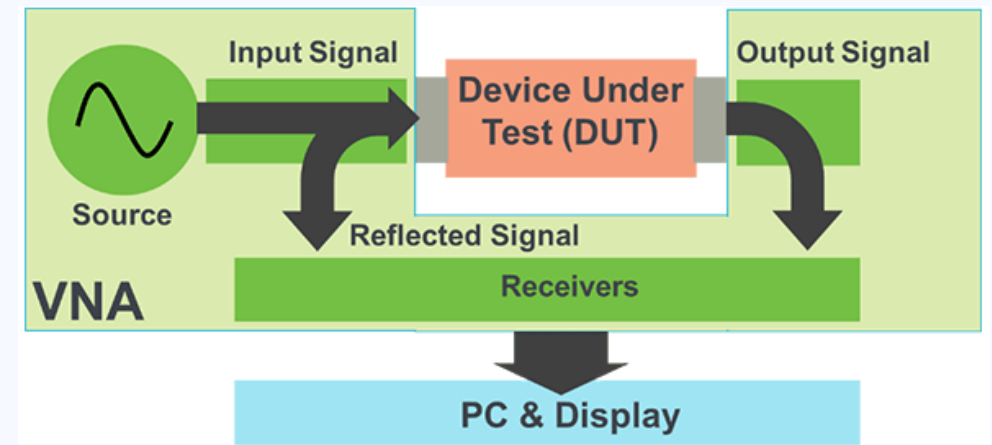 Input Signal
Output Signal
Device Under
Test (DUT)
Source
Reflected Signal
VNA
Receivers
PC & Display